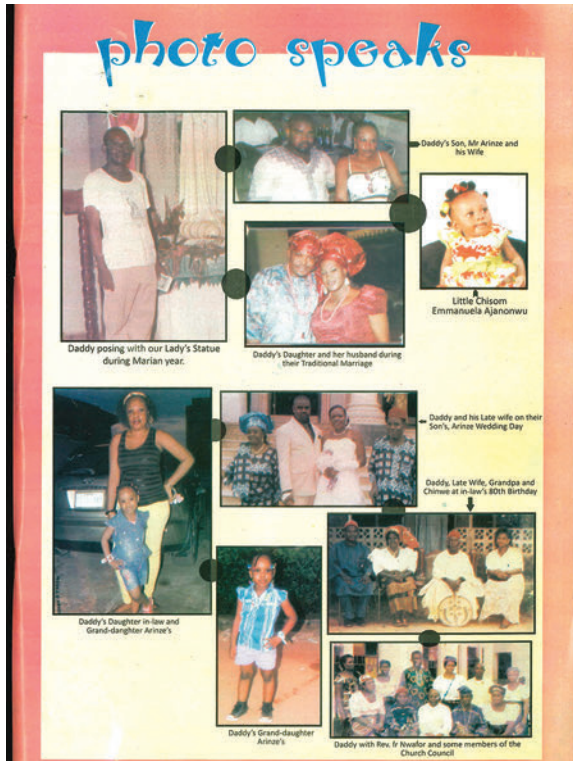 photo speaks
Daddy's Son, Mr Arinze and
his Wife
Little Chisom
Emmanuela Ajanonwu
Daddy posing with our Lady's Statue
during Marian year.
Daddy's Daughter and her husband during
their Traditional Marriage
Daddy and his Late wife on their
Son's, Arinze Wedding Day
Daddy, Late Wife, Grandpa and
Chinwe at in-law's 80th Birthday
Daddy's Daughter in-law and
Grand-danghter Arinze's
Daddy's Grand-daughter
Arinze's
Daddy with Rev. fr Nwafor and some members of the
Church Council